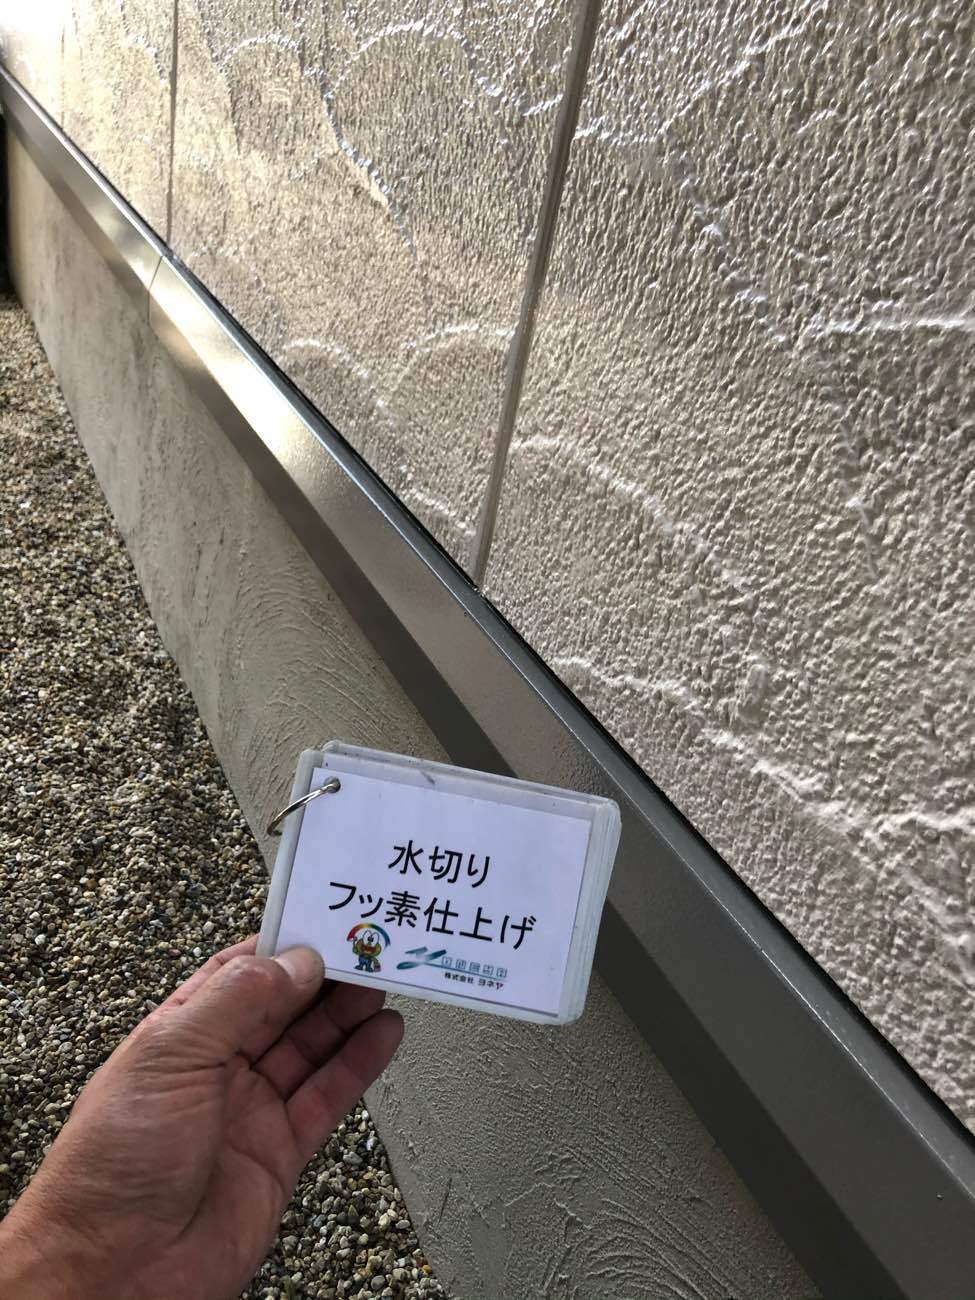 水切り
フッ素仕上げ
株式会社 ヨネヤ